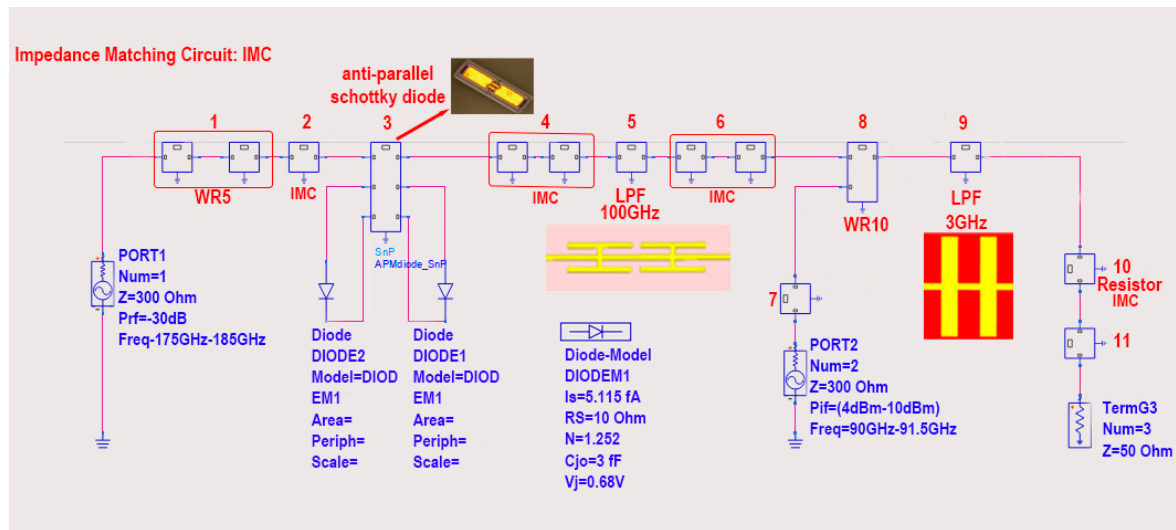 Impedance Matching Circuit: IMC
anti-parallel
schottky diode
1
2
3
4
5
6
8
9
WR5
IMC
IMC
LPF
100GHz
IMC
WR10
LPF
3GHz
SnP
APMdiode_SnP
PORT1
Num=1
Z=300 Ohm
Prf=-30dB
Freq-175GHz-185GHz
Diode
DIODE2
Model=DIOD
EM1
Area=
Periph=
Scale=
Diode
DIODE1
Model=DIOD
EM1
Area=
Periph=
Scale=
Diode-Model
DIODEM1
Is=5.115 fA
RS=10 Ohm
N=1.252
Cjo=3 fF
Vj=0.68V
7
PORT2
Num=2
Z=300 Ohm
Pif=(4dBm-10dBm)
Freq=90GHz-91.5GHz
10
Resistor
IMC
11
TermG3
Num=3
Z=50 Ohm